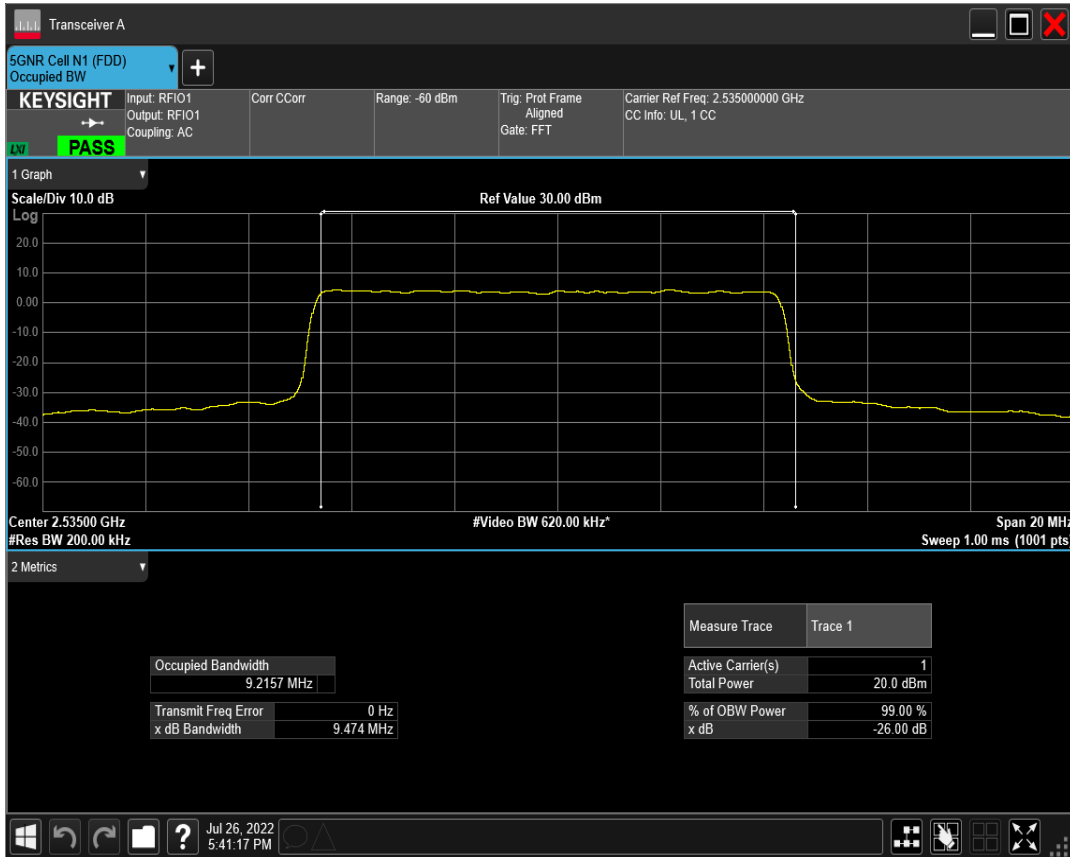 Transceiver A
5GNR Cell N1 (FDD)
Occupied BW
+
KEYSIGHT
LXI
PASS
Input: RFIO1
Output: RFIO1
Coupling: AC
Corr CCorr
Range: -60 dBm
Trig: Prot Frame
Aligned
Gate: FFT
Carrier Ref Freq: 2.535000000 GHz
CC Info: UL, 1 CC
1 Graph
Scale/Div 10.0 dB
Ref Value 30.00 dBm
Log
20.0
10.0
0.00
-10.0
-20.0
-30.0
-40.0
-50.0
-60.0
Center 2.53500 GHz
#Video BW 620.00 kHz*
Span 20 MHz
#Res BW 200.00 kHz
Sweep 1.00 ms (1001 pts)
2 Metrics
Measure Trace Trace 1
Occupied Bandwidth
9.2157 MHz
Active Carrier(s) 1
Total Power 20.0 dBm
Transmit Freq Error 0 Hz
x dB Bandwidth 9.474 MHz
% of OBW Power 99.00 %
x dB -26.00 dB
?
Jul 26, 2022
5:41:17 PM